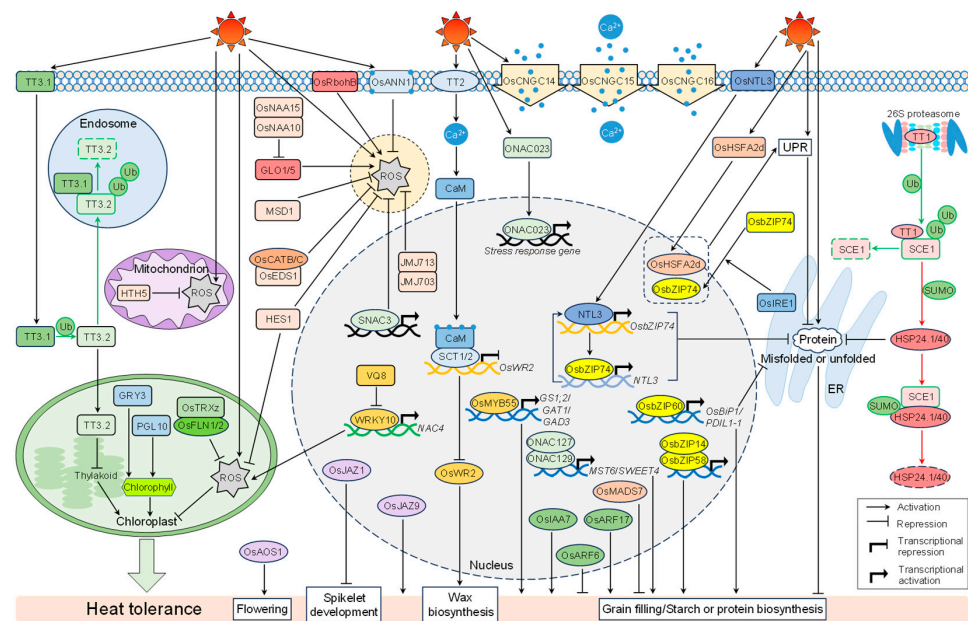 Ca²⁺
TT3.1
OsRbohB
OsANN1
TT2
OsCNGC14
OsCNGC15
OsCNGC16
OsNTL3
Endosome
TT3.2
TT3.1
Ub
Ub
TT3.2
OsNAA15
OsNAA10
GLO1/5
MSD1
OsCATB/C
OsEDS1
HES1
ROS
JMJ713
JMJ703
Ca²⁺
CaM
ONAC023
Ca²⁺
OsHSFA2d
UPR
OsbZIP74
26S proteasome
TT1
Ub
TT1
Ub
Ub
SCE1
SCE1
SUMO
HSP24.1/40
SCE1
SUMO
HSP24.1/40
HSP24.1/40
Mitochondrion
HTH5
ROS
TT3.1
Ub
TT3.2
ONAC023
Stress response gene
OsHSFA2d
OsbZIP74
OsIRE1
Protein
Misfolded or unfolded
ER
SNAC3
CaM
SCT1/2
OsWR2
NTL3
OsbZIP74
OsbZIP74
NTL3
VQ8
WRKY10
NAC4
OsMYB55
GS1;2/
GAT1/
GAD3
OsbZIP60
OsBiP1/
PDIL1-1
ONAC127
ONAC129
MST6/SWEET4
OsbZIP14
OsbZIP58
OsJAZ1
OsJAZ9
OsWR2
OsMADS7
OsIAA7
OsARF17
OsARF6
Nucleus
GRY3
PGL10
OsTRXz
OsFLN1/2
TT3.2
Thylakoid
Chlorophyll
ROS
Chloroplast
OsAOS1
Heat tolerance
Flowering
Spikelet
development
Wax
biosynthesis
Grain filling/Starch or protein biosynthesis
Activation
Repression
Transcriptional
repression
Transcriptional
activation